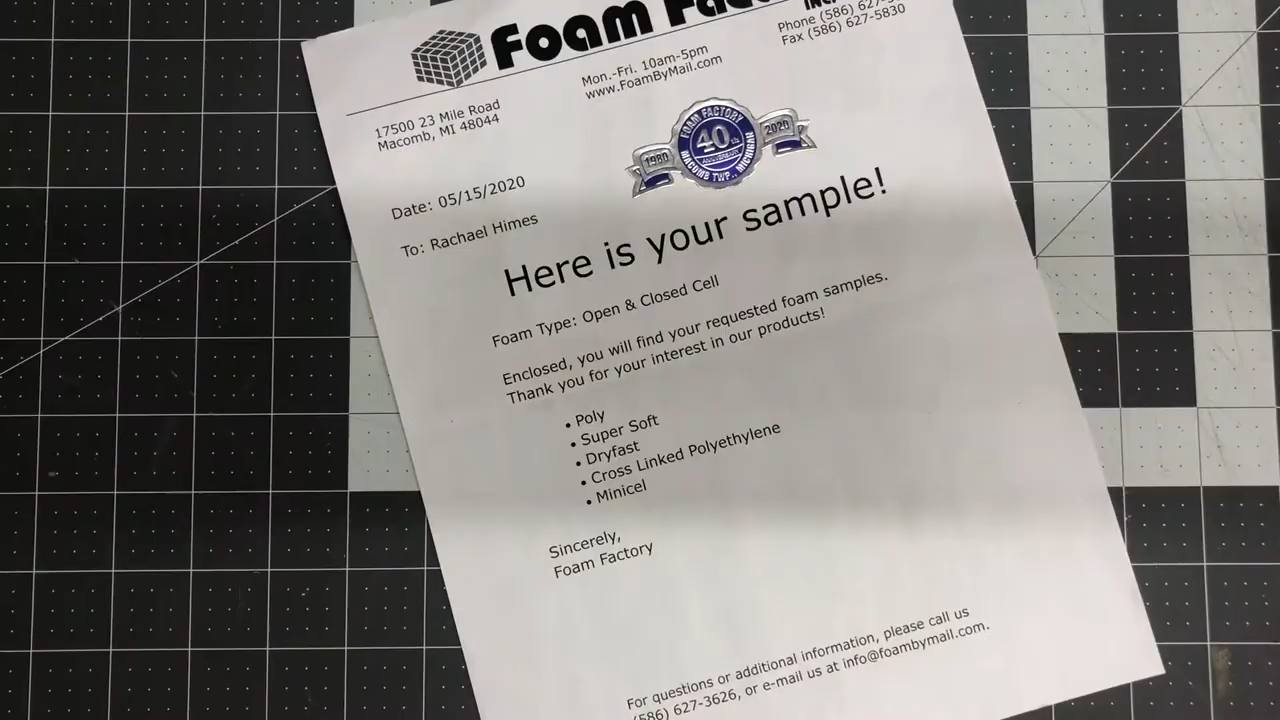 Foam
INC.
Phone (586) 627-
Fax (586) 627-5830
Mon.-Fri. 10am-5pm
www.FoamByMail.com
17500 23 Mile Road
Macomb, MI 48044
FOAM FACTORY
1980 40th 2020
ANNIVERSARY
MACOMB TWP., MICHIGAN
Date: 05/15/2020
To: Rachael Himes
Here is your sample!
Foam Type: Open & Closed Cell
Enclosed, you will find your requested foam samples.
Thank you for your interest in our products!
• Poly
• Super Soft
• Dryfast
• Cross Linked Polyethylene
• Minicel
Sincerely,
Foam Factory
For questions or additional information, please call us
(586) 627-3626, or e-mail us at info@foambymail.com.